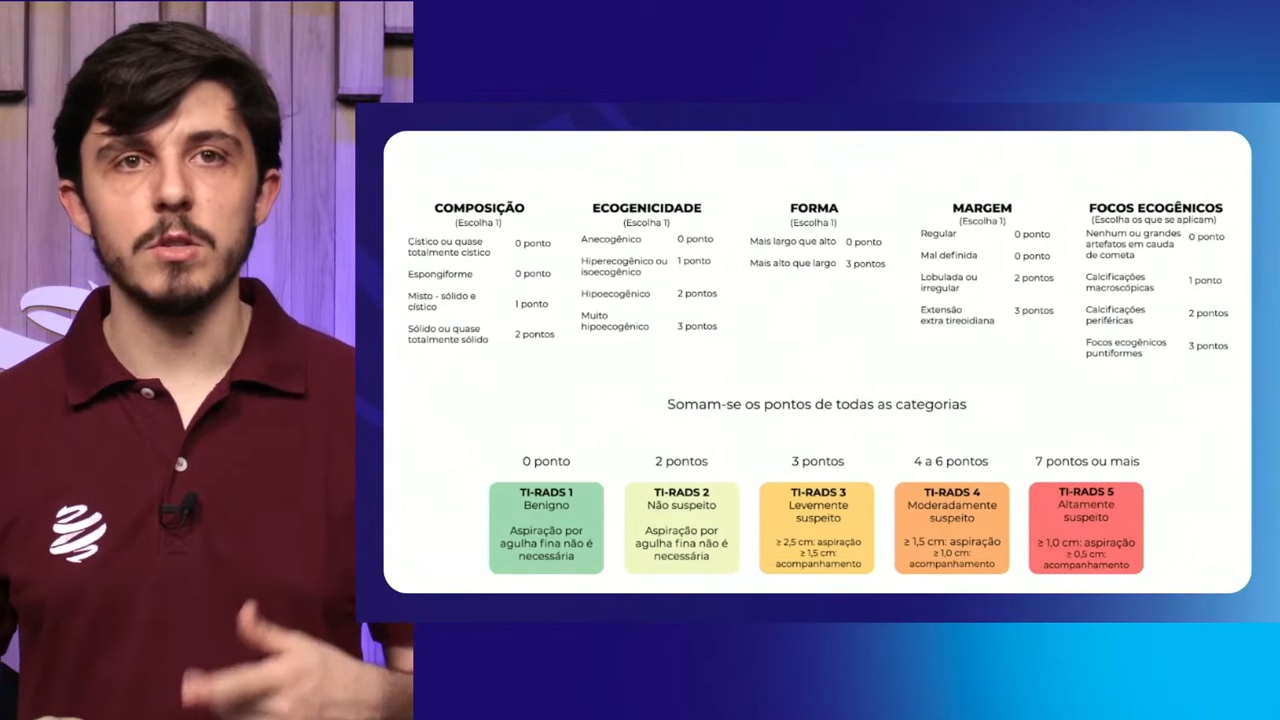 COMPOSIÇÃO
(Escolha 1)
Cístico ou quase
totalmente cístico
0 ponto
Espongiforme
0 ponto
Misto - sólido e
cístico
1 ponto
Sólido ou quase
totalmente sólido
2 pontos
ECOGENICIDADE
(Escolha 1)
Anecogênico
0 ponto
Hiperecogênico ou
isoecogênico
1 ponto
Hipoecogênico
2 pontos
Muito
hipoecogênico
3 pontos
FORMA
(Escolha 1)
Mais largo que alto
0 ponto
Mais alto que largo
3 pontos
MARGEM
(Escolha 1)
Regular
0 ponto
Mal definida
0 ponto
Lobulada ou
irregular
2 pontos
Extensão
extra tireoidiana
3 pontos
FOCOS ECOGÊNICOS
(Escolha os que se aplicam)
Nenhum ou grandes
artefatos em cauda
de cometa
0 ponto
Calcificações
macroscópicas
1 ponto
Calcificações
periféricas
2 pontos
Focos ecogênicos
puntiformes
3 pontos
Somam-se os pontos de todas as categorias
0 ponto
TI-RADS 1
Benigno
Aspiração por
agulha fina não é
necessária
2 pontos
TI-RADS 2
Não suspeito
Aspiração por
agulha fina não é
necessária
3 pontos
TI-RADS 3
Levemente
suspeito
≥ 2,5 cm: aspiração
≥ 1,5 cm:
acompanhamento
4 a 6 pontos
TI-RADS 4
Moderadamente
suspeito
≥ 1,5 cm: aspiração
≥ 1,0 cm:
acompanhamento
7 pontos ou mais
TI-RADS 5
Altamente
suspeito
≥ 1,0 cm: aspiração
≥ 0,5 cm:
acompanhamento